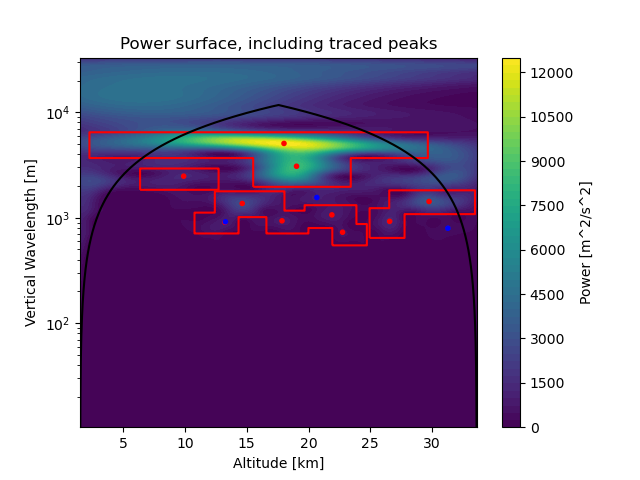 Power surface, including traced peaks
Vertical Wavelength [m]
10^4
10^3
10^2
5 10 15 20 25 30
Altitude [km]
12000
10500
9000
7500
6000
4500
3000
1500
0
Power [m^2/s^2]